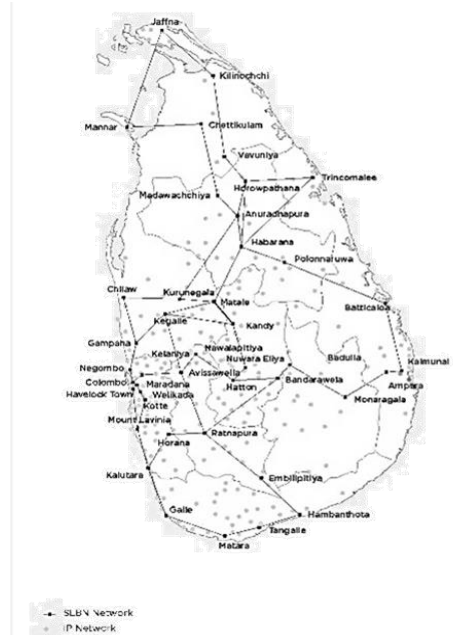 Jaffna
Kilinochchi
Mannar
Chettikulam
Vavuniya
Trincomalee
Horowpathana
Madawachchiya
Anuradhapura
Habarana
Polonnaruwa
Chilaw
Kurunegala
Matale
Batticaloa
Kegalle
Kandy
Gampaha
Nawalapitiya
Kelaniya
Nuwara Eliya
Badulla
Kalmunai
Negombo
Avissawella
Colombo
Maradana
Hatton
Bandarawela
Ampara
Havelock Town
Welikada
Monaragala
Kotte
Mount Lavinia
Ratnapura
Horana
Kalutara
Embilipitiya
Galle
Hambanthota
Tangalle
Matara
SLBN Network
IP Network